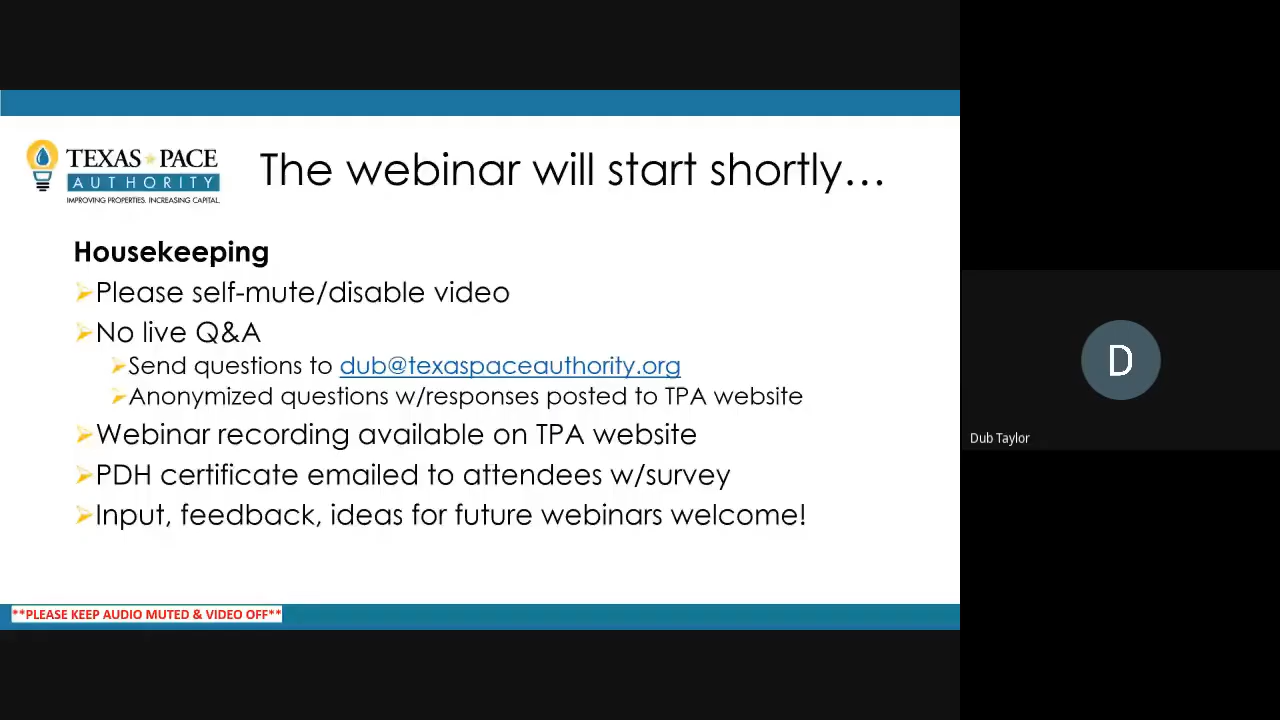 TEXAS PACE
AUTHORITY
IMPROVING PROPERTIES. INCREASING CAPITAL.
The webinar will start shortly...
Housekeeping
Please self-mute/disable video
No live Q&A
Send questions to dub@texaspaceauthority.org
Anonymized questions w/responses posted to TPA website
Webinar recording available on TPA website
PDH certificate emailed to attendees w/survey
Input, feedback, ideas for future webinars welcome!
**PLEASE KEEP AUDIO MUTED & VIDEO OFF**
D
Dub Taylor